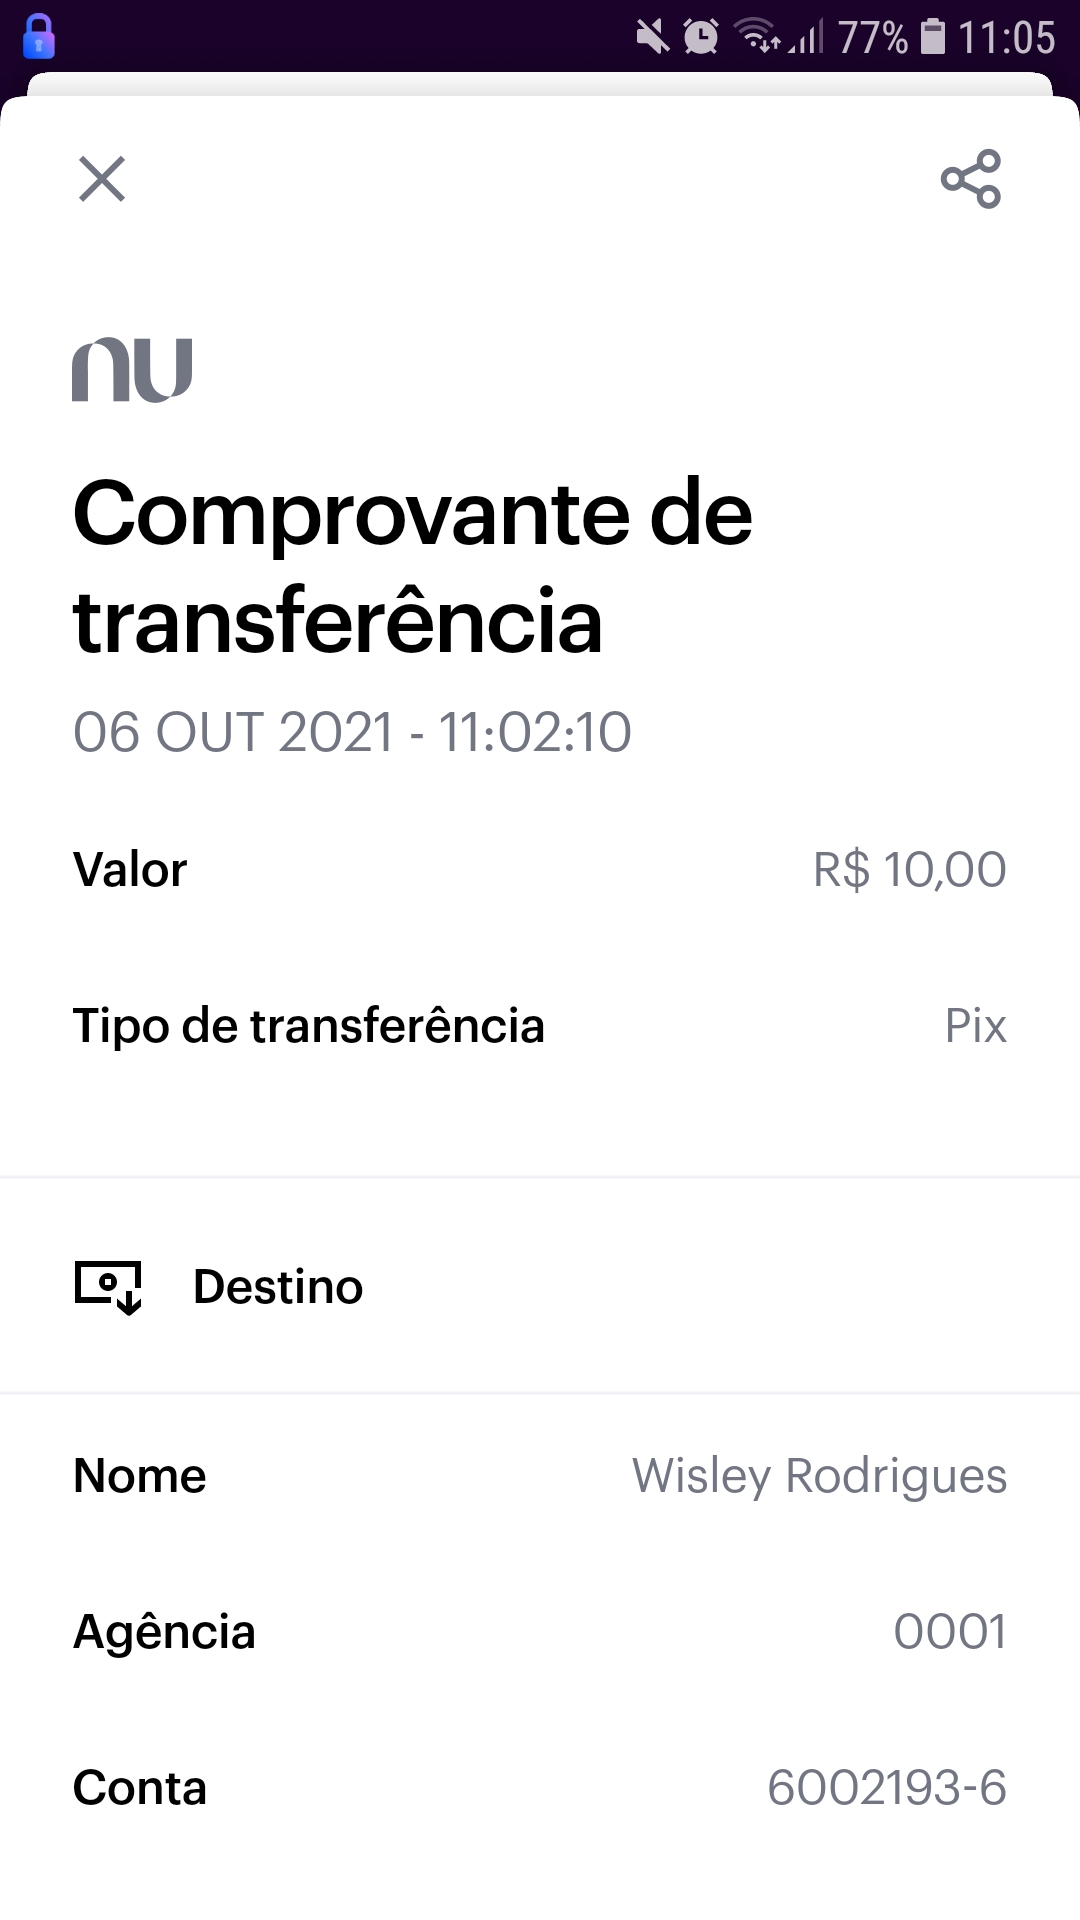 77% 11:05
nu
Comprovante de
transferência
06 OUT 2021 - 11:02:10
Valor R$ 10,00
Tipo de transferência Pix
Destino
Nome Wisley Rodrigues
Agência 0001
Conta 6002193-6